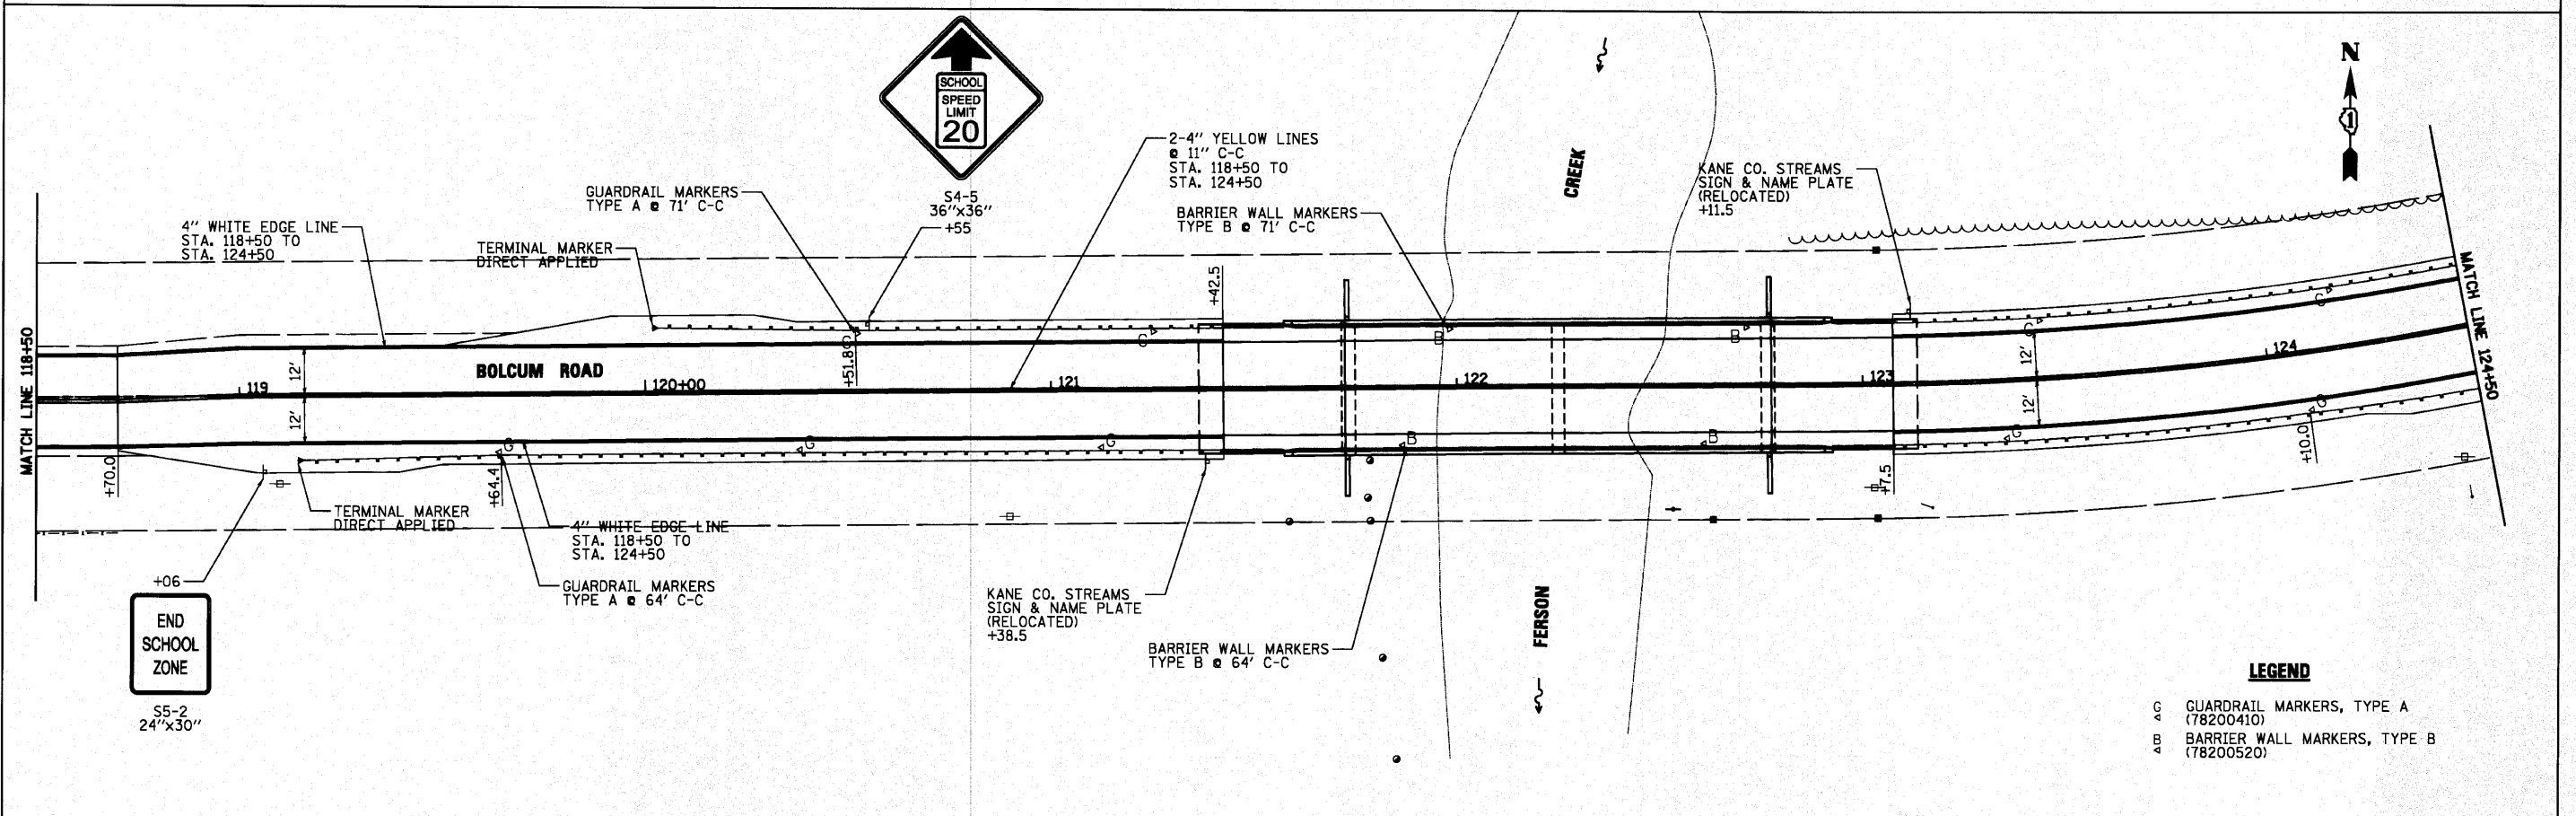 SCHOOL
SPEED
LIMIT
20
S4-5
36"x36"
+55
N
1
GUARDRAIL MARKERS
TYPE A @ 71' C-C
4" WHITE EDGE LINE
STA. 118+50 TO
STA. 124+50
TERMINAL MARKER
DIRECT APPLIED
2-4" YELLOW LINES
@ 11" C-C
STA. 118+50 TO
STA. 124+50
BARRIER WALL MARKERS
TYPE B @ 71' C-C
CREEK
KANE CO. STREAMS
SIGN & NAME PLATE
(RELOCATED)
+11.5
+42.5
MATCH LINE 118+50
MATCH LINE 124+50
BOLCUM ROAD
12'
12'
119
120+00
121
122
123
124
12'
12'
+51.8
G
G
B
B
G
G
G
G
G
B
B
G
G
+70.0
+64.4
+7.5
+10.0
TERMINAL MARKER
DIRECT APPLIED
4" WHITE EDGE LINE
STA. 118+50 TO
STA. 124+50
GUARDRAIL MARKERS
TYPE A @ 64' C-C
+06
END
SCHOOL
ZONE
S5-2
24"x30"
KANE CO. STREAMS
SIGN & NAME PLATE
(RELOCATED)
+38.5
BARRIER WALL MARKERS
TYPE B @ 64' C-C
FERSON
LEGEND
G GUARDRAIL MARKERS, TYPE A
(78200410)
B BARRIER WALL MARKERS, TYPE B
(78200520)